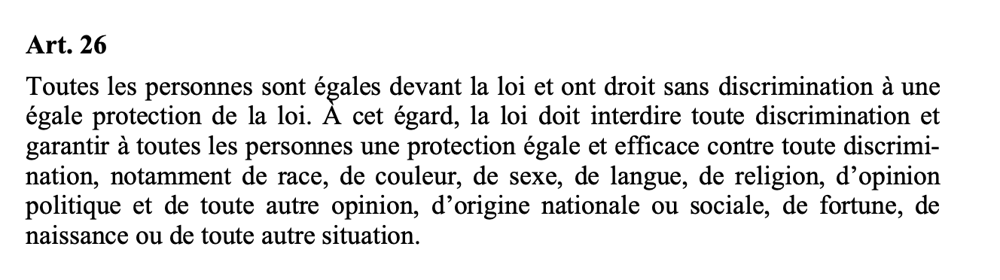 Art. 26
Toutes les personnes sont égales devant la loi et ont droit sans discrimination à une
égale protection de la loi. À cet égard, la loi doit interdire toute discrimination et
garantir à toutes les personnes une protection égale et efficace contre toute discrimi-
nation, notamment de race, de couleur, de sexe, de langue, de religion, d’opinion
politique et de toute autre opinion, d’origine nationale ou sociale, de fortune, de
naissance ou de toute autre situation.